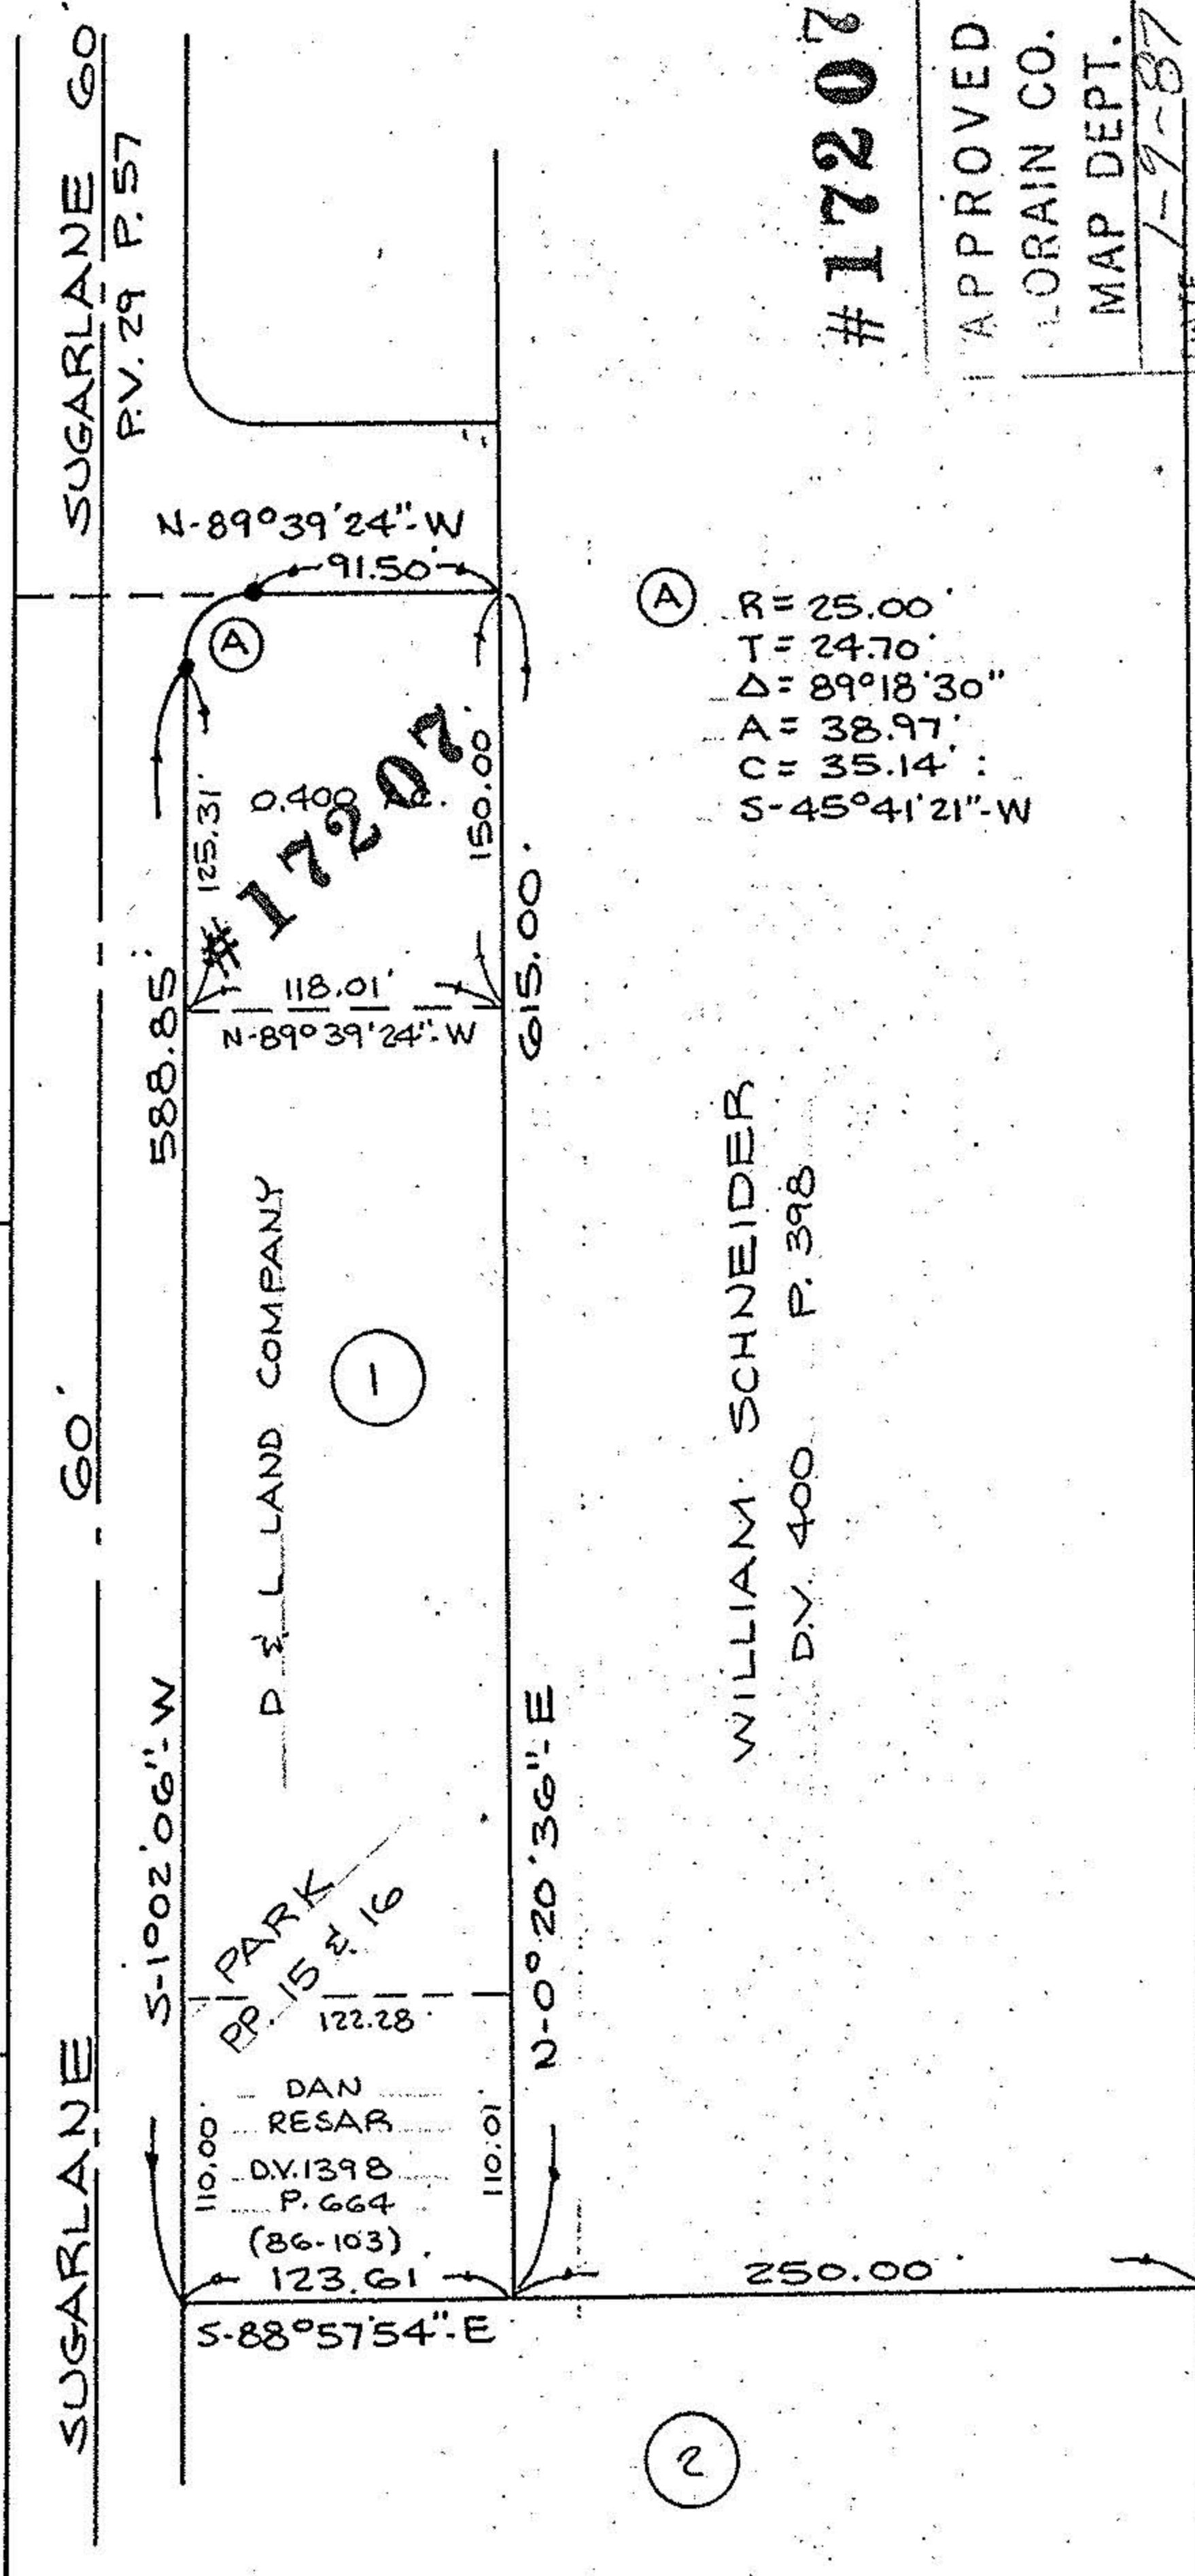 SUGARLANE 60'
P.V. 29 P. 57
N-89°39'24"-W
91.50'
A
A
R = 25.00'
T = 24.70'
Δ = 89°18'30"
A = 38.97'
C = 35.14'
S-45°41'21"-W
#17207
APPROVED
LORAIN CO.
MAP DEPT.
1-9-87
125.31'
0.400
#17207
150.00'
118.01'
N-89°39'24"-W
588.85'
615.00'
60'
D & L LAND COMPANY
1
WILLIAM SCHNEIDER
D.V. 400 P. 398
S-1°02'06"-W
N-0°20'36"-E
PARK
PP. 15 & 16
122.28'
SUGARLANE
110.00'
DAN
RESAR
D.V. 1398
P. 664
(86-103)
110.01'
123.61
S-88°57'54"-E
250.00'
2